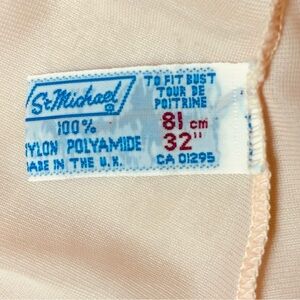 St Michael
®
100%
NYLON POLYAMIDE
MADE IN THE U.K.
TO FIT BUST
TOUR DE
POITRINE
81 cm
32"
CA 01295